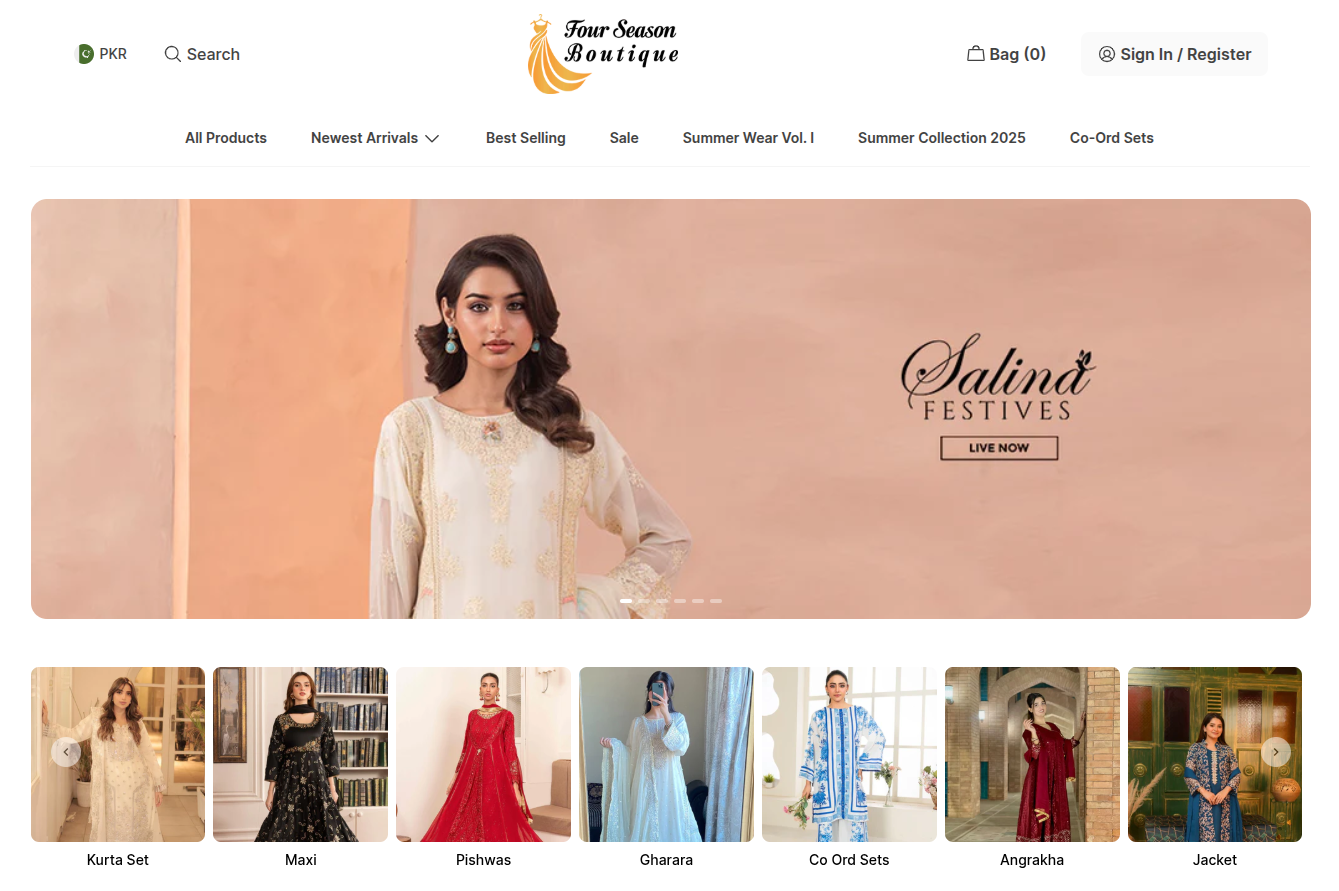 PKR
Search
Four Season
Boutique
Bag (0)
Sign In / Register
All Products
Newest Arrivals
Best Selling
Sale
Summer Wear Vol. I
Summer Collection 2025
Co-Ord Sets
Salina
FESTIVES
LIVE NOW
Kurta Set
Maxi
Pishwas
Gharara
Co Ord Sets
Angrakha
Jacket